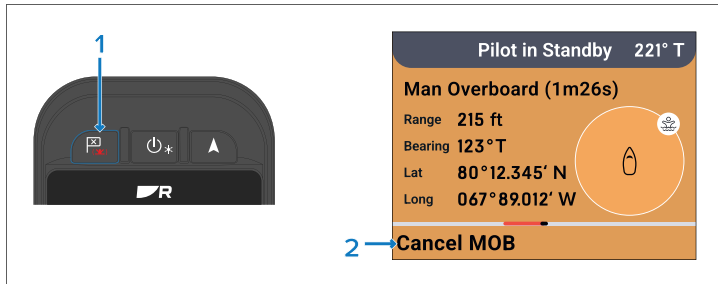 1
R
Pilot in Standby 221° T
Man Overboard (1m26s)
Range 215 ft
Bearing 123°T
Lat 80°12.345′ N
Long 067°89.012′ W
2
Cancel MOB